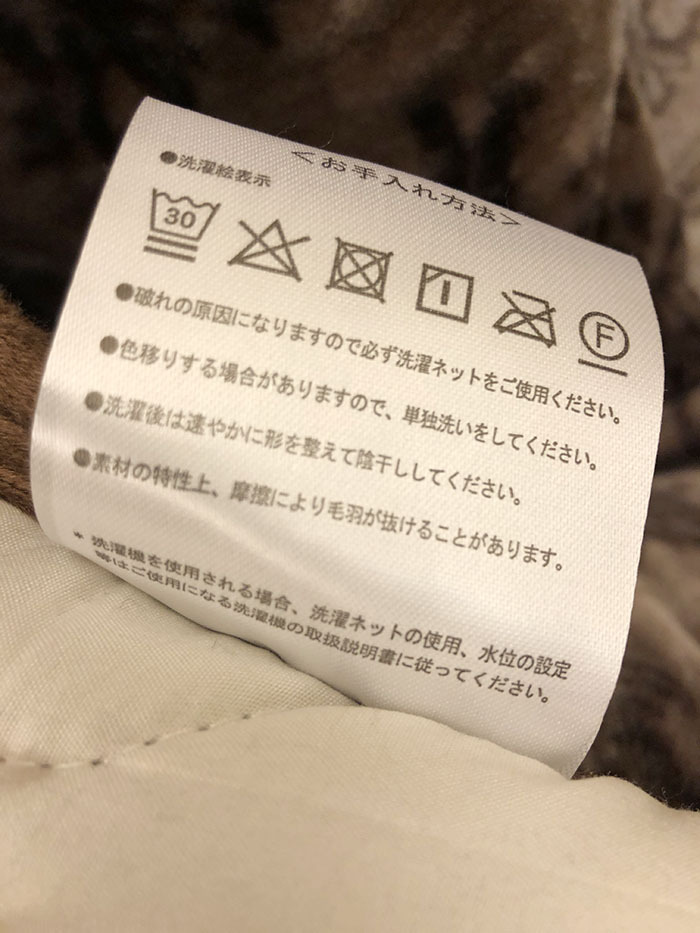 ＜お手入れ方法＞
●洗濯絵表示
30
F
●破れの原因になりますので必ず洗濯ネットをご使用ください。
●色移りする場合がありますので、単独洗いをしてください。
●洗濯後は速やかに形を整えて陰干ししてください。
●素材の特性上、摩擦により毛羽が抜けることがあります。
* 洗濯機を使用される場合、洗濯ネットの使用、水位の設定
等はご使用になる洗濯機の取扱説明書に従ってください。